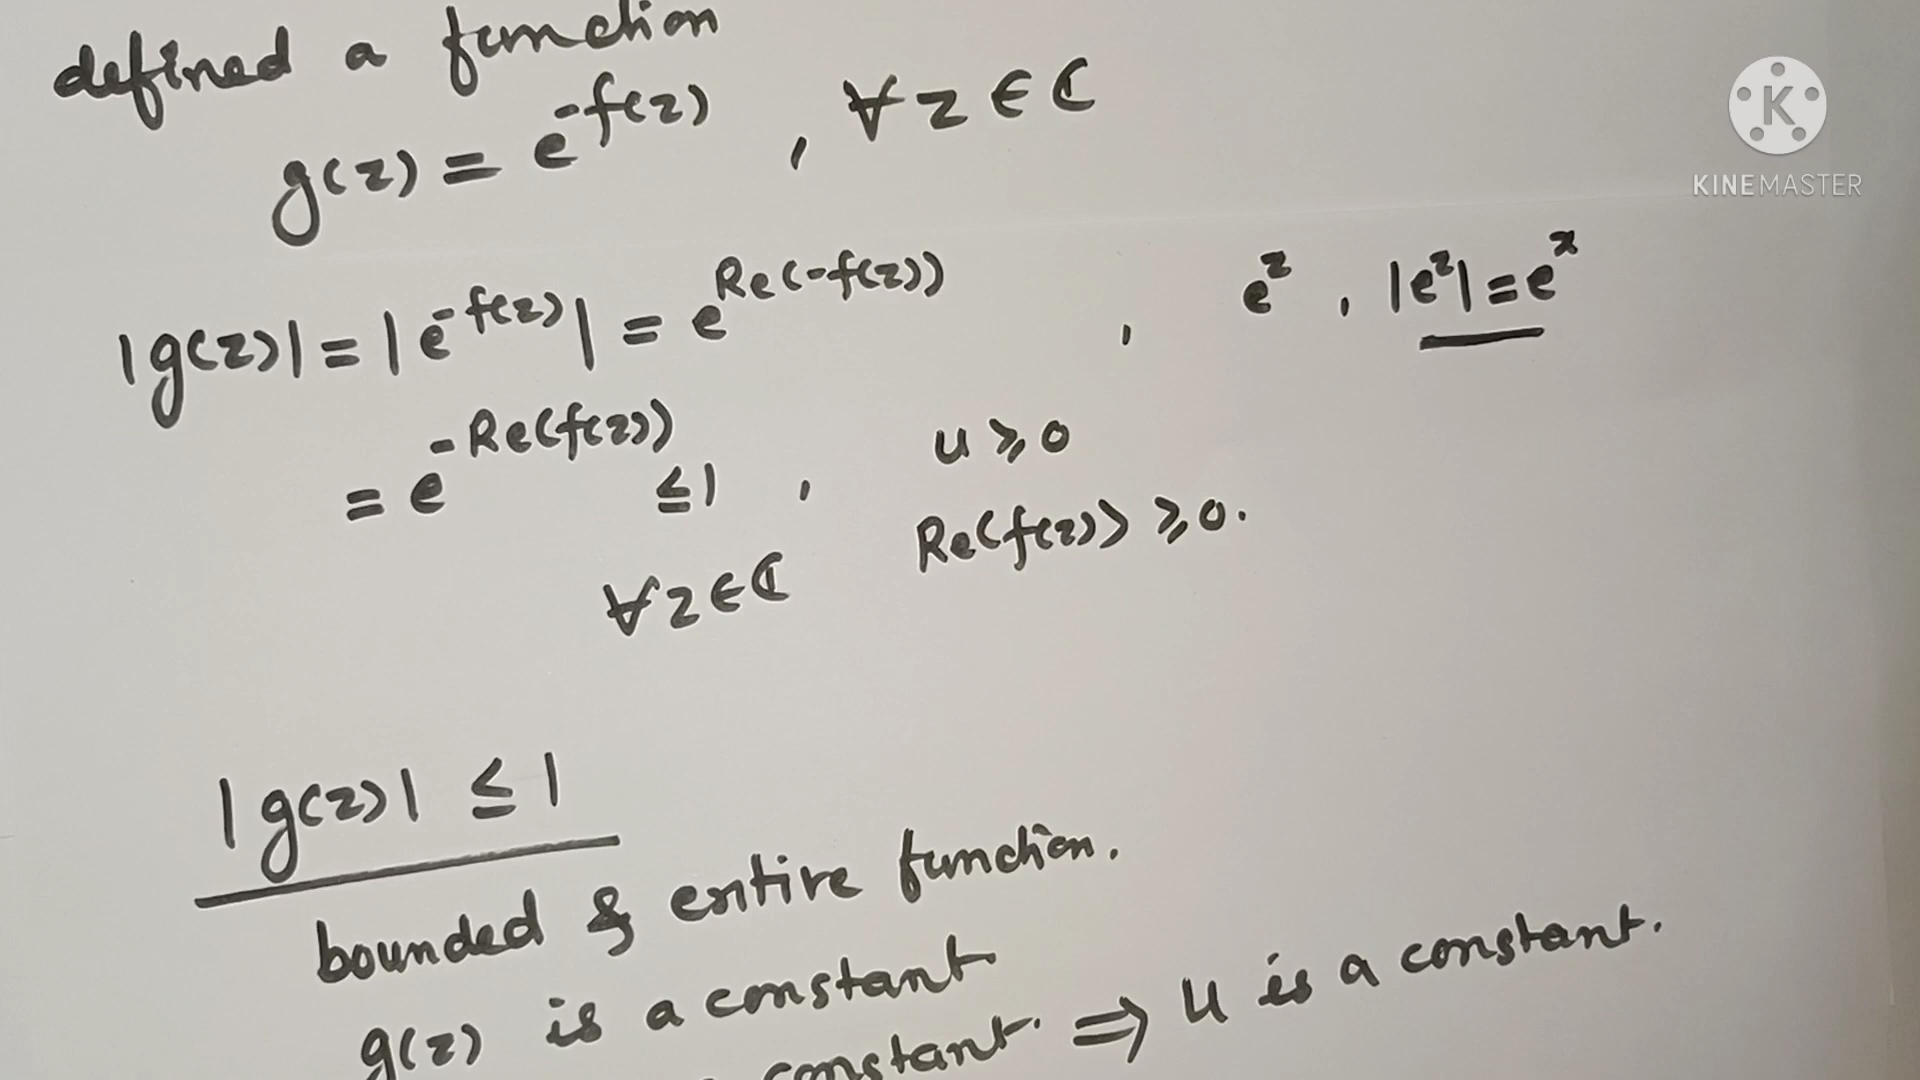 defined a function
g(z) = e^{-f(z)} , ∀ z ∈ ℂ
K
KINEMASTER
|g(z)| = |e^{-f(z)}| = e^{Re(-f(z))} , e^z , |e^z| = e^x
= e^{-Re(f(z))} ≤ 1 , u ≥ 0
∀ z ∈ ℂ Re(f(z)) ≥ 0.
|g(z)| ≤ 1
bounded & entire function.
g(z) is a constant
constant. ⇒ u is a constant.